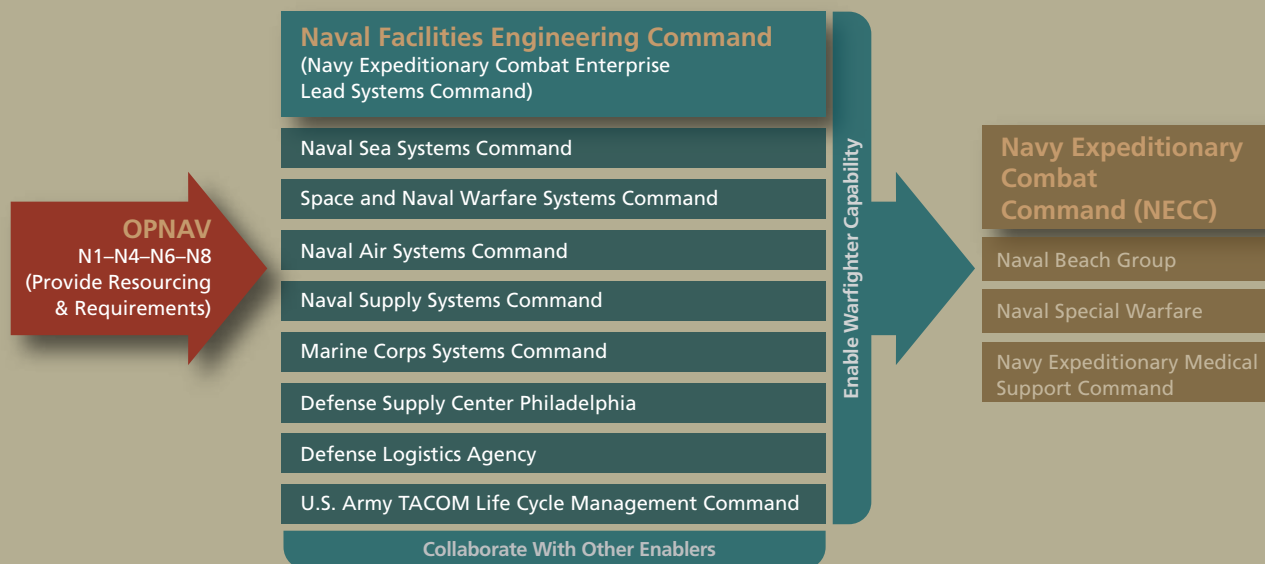 OPNAV
N1–N4–N6–N8
(Provide Resourcing
& Requirements)
Naval Facilities Engineering Command
(Navy Expeditionary Combat Enterprise
Lead Systems Command)
Naval Sea Systems Command
Space and Naval Warfare Systems Command
Naval Air Systems Command
Naval Supply Systems Command
Marine Corps Systems Command
Defense Supply Center Philadelphia
Defense Logistics Agency
U.S. Army TACOM Life Cycle Management Command
Collaborate With Other Enablers
Enable Warfighter Capability
Navy Expeditionary
Combat
Command (NECC)
Naval Beach Group
Naval Special Warfare
Navy Expeditionary Medical
Support Command